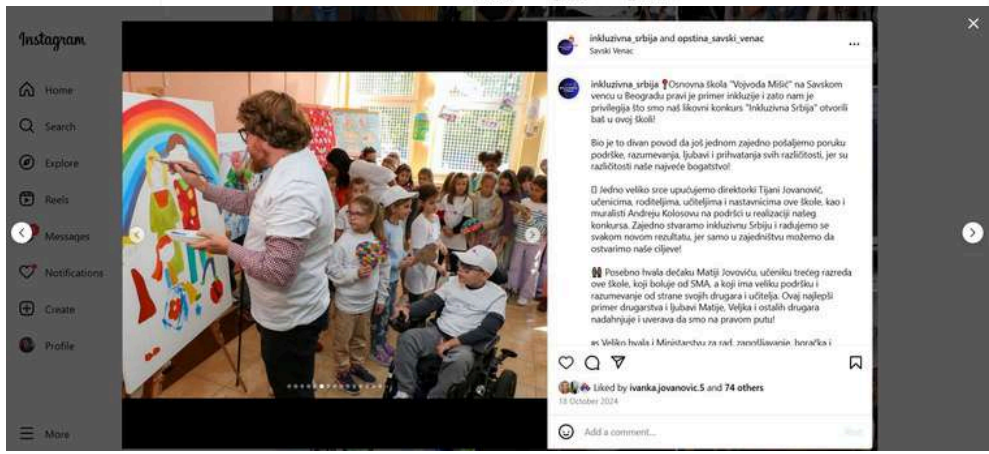 Instagram
Home
Search
Explore
Reels
Messages
Notifications
Create
Profile
More
inkluzivna_srbija and opstina_savski_venac
Savski Venac
inkluzivna_srbija 📍Osnovna škola "Vojvoda Mišić" na Savskom
vencu u Beogradu pravi je primer inkluzije i zato nam je
privilegija što smo naš likovni konkurs "Inkluzivna Srbija" otvorili
baš u ovoj školi!
Bio je to divan povod da još jednom zajedno pošaljemo poruku
podrške, razumevanja, ljubavi i prihvatanja svih različitosti, jer su
različitosti naše najveće bogatstvo!
Jedno veliko srce upućujemo direktorki Tijani Jovanović,
učenicima, roditeljima, učiteljima i nastavnicima ove škole, kao i
muralisti Andreju Kolosovu na podršci u realizaciji našeg
konkursa. Zajedno stvaramo inkluzivnu Srbiju i radujemo se
svakom novom rezultatu, jer samo u zajedništvu možemo da
ostvarimo naše ciljeve!
Posebno hvala dečaku Matiji Jovoviću, učeniku trećeg razreda
ove škole, koji boluje od SMA, a koji ima veliku podršku i
razumevanje od strane svojih drugara i učitelja. Ovaj najlepši
primer drugarstva i ljubavi Matije, Veljka i ostalih drugara
nadahnjuje i uverava da smo na pravom putu!
Veliko hvala i Ministarstvu za rad, zapošljavanje, boračka i
Liked by ivanka.jovanovic.5 and 74 others
18 October 2024
Add a comment...
Post